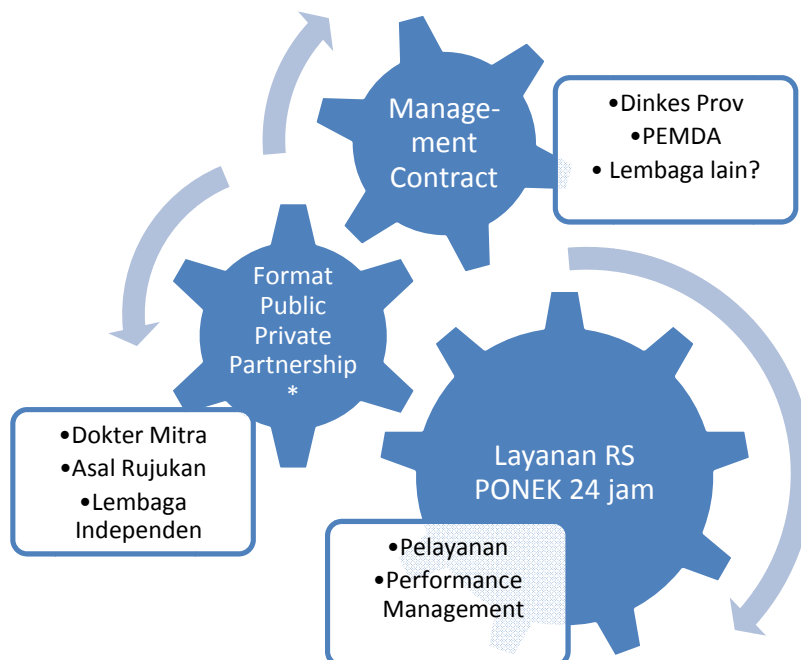 Manage-
ment
Contract
•Dinkes Prov
•PEMDA
• Lembaga lain?
Format
Public
Private
Partnership
*
•Dokter Mitra
•Asal Rujukan
•Lembaga
Independen
Layanan RS
PONEK 24 jam
•Pelayanan
•Performance
Management